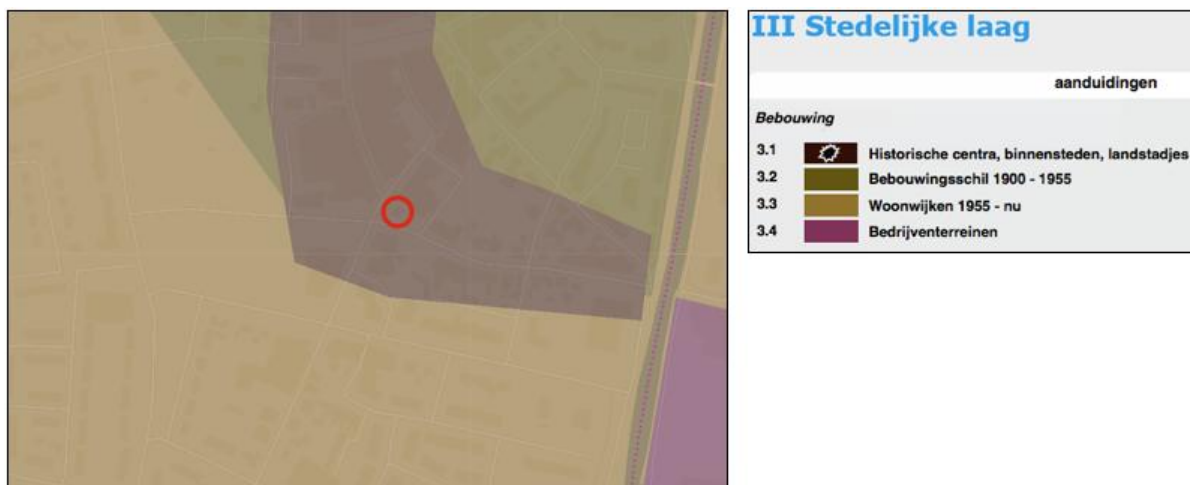 III Stedelijke laag
aanduidingen
Bebouwing
3.1 Historische centra, binnensteden, landstadjes
3.2 Bebouwingsschil 1900 - 1955
3.3 Woonwijken 1955 - nu
3.4 Bedrijventerreinen